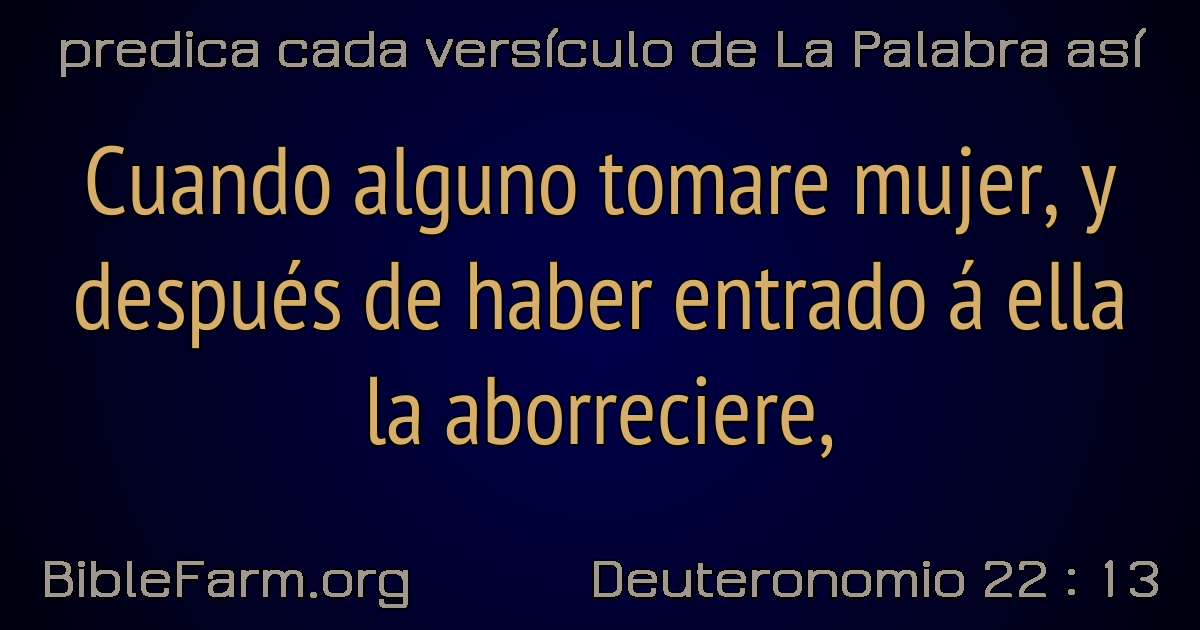 predica cada versículo de La Palabra así
Cuando alguno tomare mujer, y
después de haber entrado á ella
la aborreciere,
BibleFarm.org
Deuteronomio 22 : 13